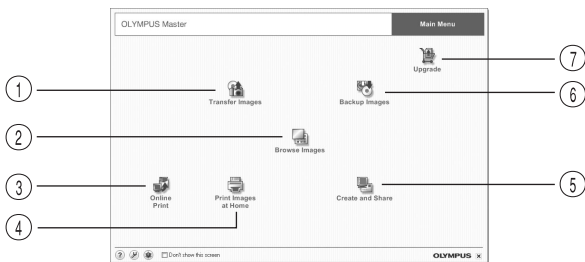 OLYMPUS Master
Main Menu
7
Upgrade
1
Transfer Images
Backup Images
6
2
Browse Images
3
Online
Print
Print Images
at Home
Create and Share
5
4
? Don't show this screen
OLYMPUS